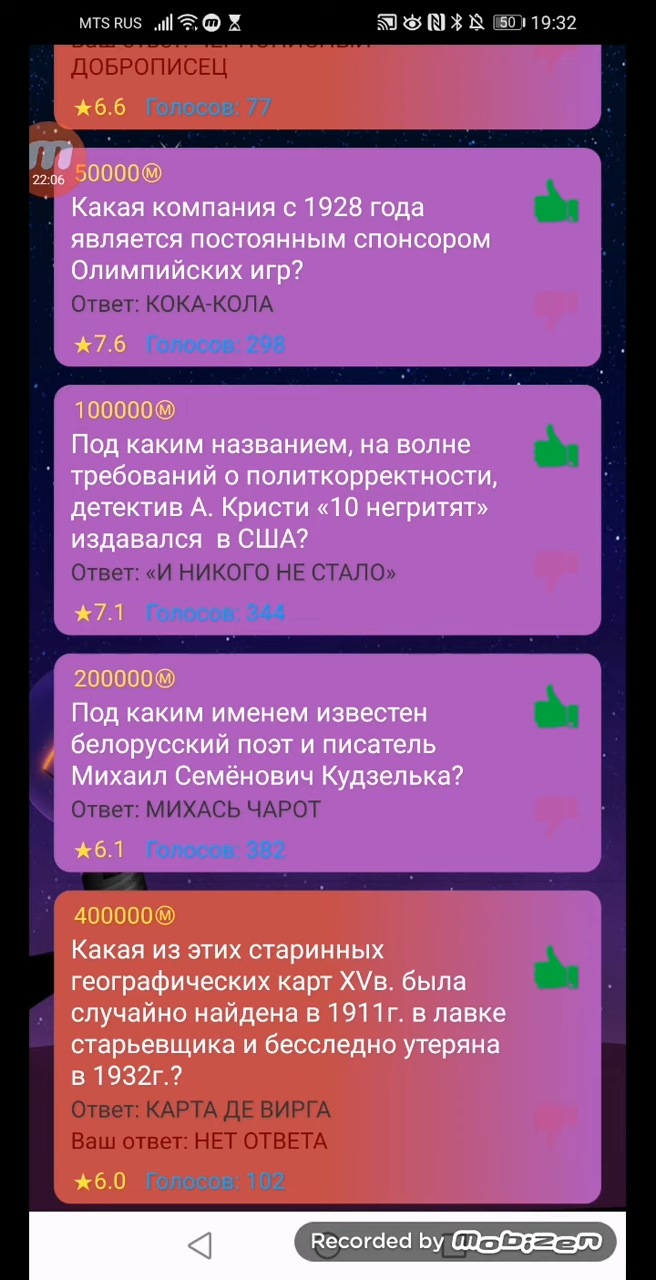 MTS RUS
50
19:32
ДОБРОПИСЕЦ
★6.6 Голосов: 77
22:06
50000Ⓜ
Какая компания с 1928 года
является постоянным спонсором
Олимпийских игр?
Ответ: КОКА-КОЛА
★7.6 Голосов: 298
100000Ⓜ
Под каким названием, на волне
требований о политкорректности,
детектив А. Кристи «10 негритят»
издавался в США?
Ответ: «И НИКОГО НЕ СТАЛО»
★7.1 Голосов: 344
200000Ⓜ
Под каким именем известен
белорусский поэт и писатель
Михаил Семёнович Кудзелька?
Ответ: МИХАСЬ ЧАРОТ
★6.1 Голосов: 382
400000Ⓜ
Какая из этих старинных
географических карт XVв. была
случайно найдена в 1911г. в лавке
старьевщика и бесследно утеряна
в 1932г.?
Ответ: КАРТА ДЕ ВИРГА
Ваш ответ: НЕТ ОТВЕТА
★6.0 Голосов: 102
Recorded by mobizen